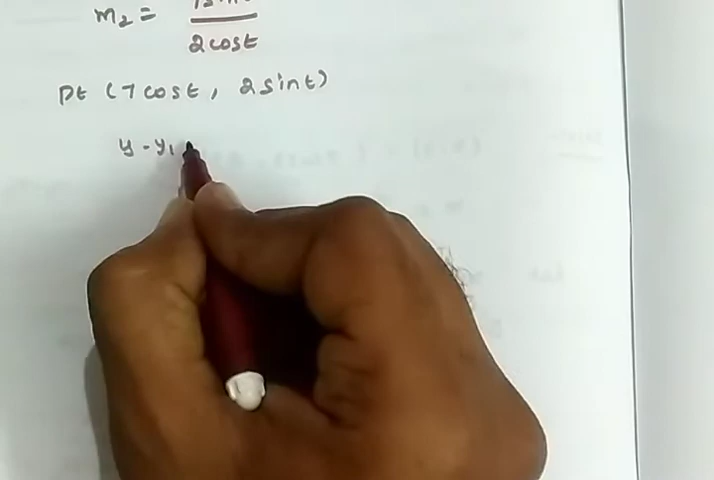 m₂ =
2cost
Pt (7cost, 2sint)
y - y₁